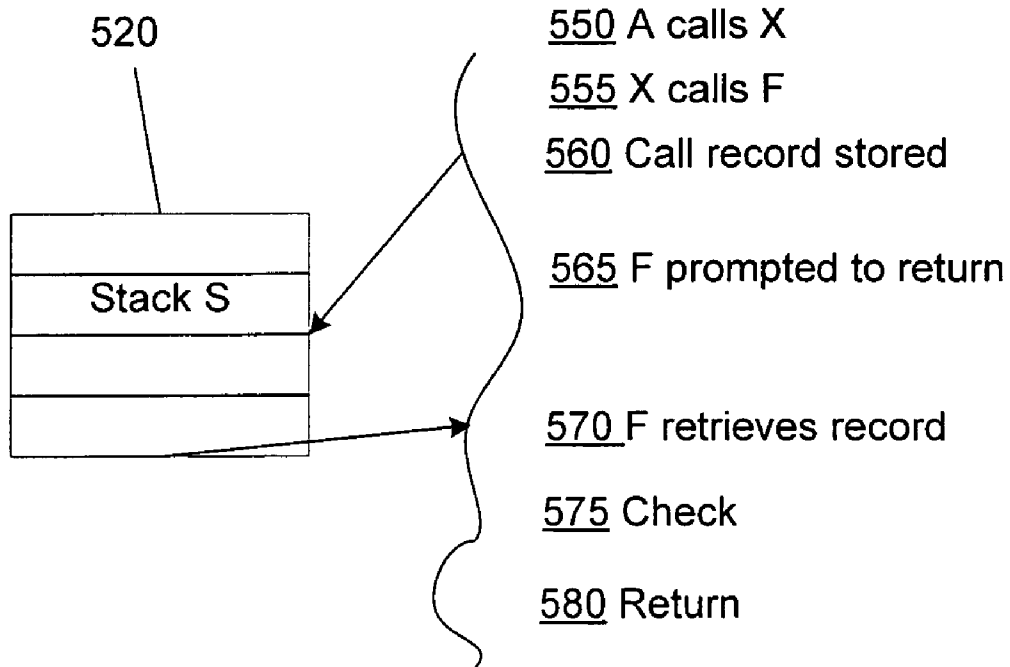 520
Stack S
550 A calls X
555 X calls F
560 Call record stored
565 F prompted to return
570 F retrieves record
575 Check
580 Return